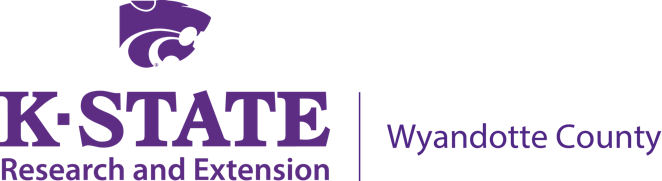 K-STATE
Research and Extension
Wyandotte County